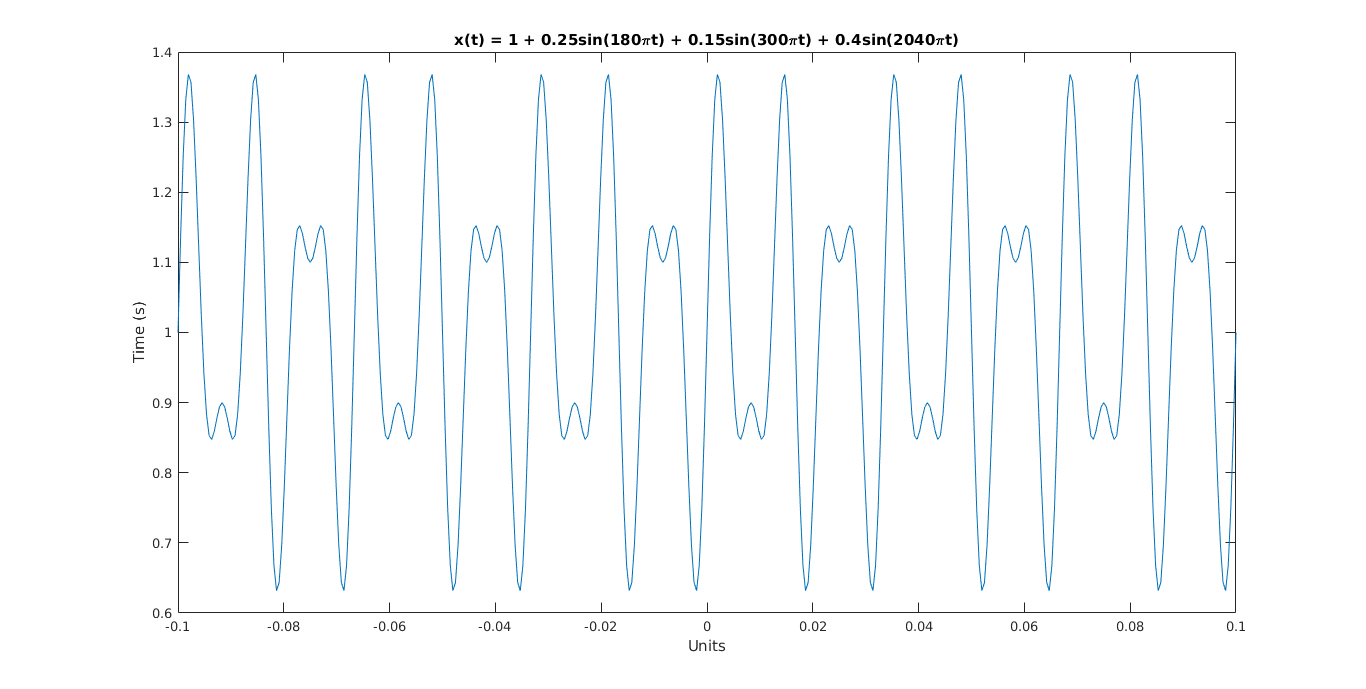 x(t) = 1 + 0.25sin(180πt) + 0.15sin(300πt) + 0.4sin(2040πt)
1.4
1.3
1.2
1.1
1
0.9
0.8
0.7
0.6
Time (s)
-0.1 -0.08 -0.06 -0.04 -0.02 0 0.02 0.04 0.06 0.08 0.1
Units